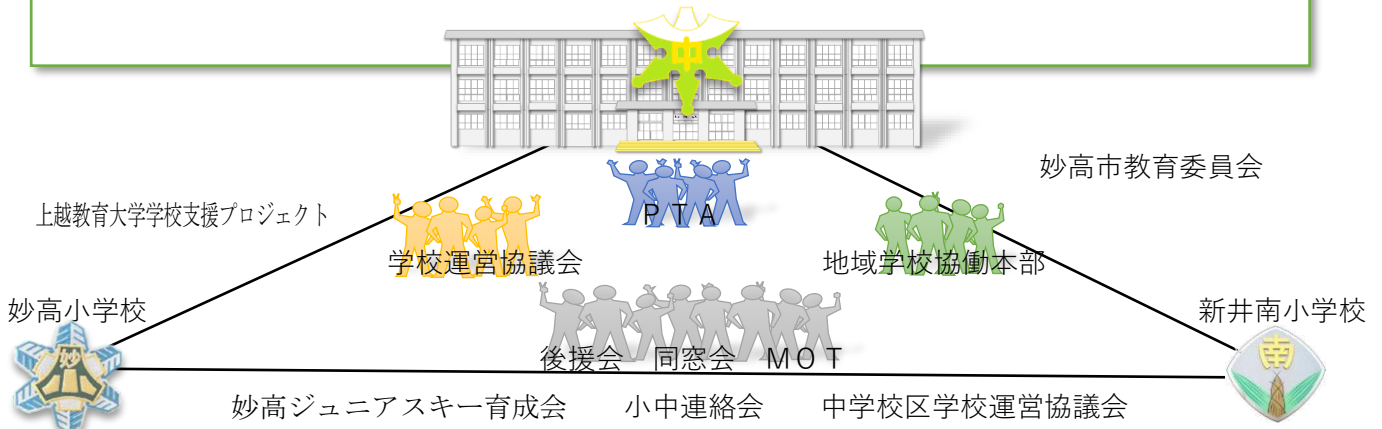 中
妙高市教育委員会
上越教育大学学校支援プロジェクト
PTA
学校運営協議会
地域学校協働本部
妙高小学校
新井南小学校
妙小
南
後援会 同窓会 MOT
妙高ジュニアスキー育成会 小中連絡会 中学校区学校運営協議会